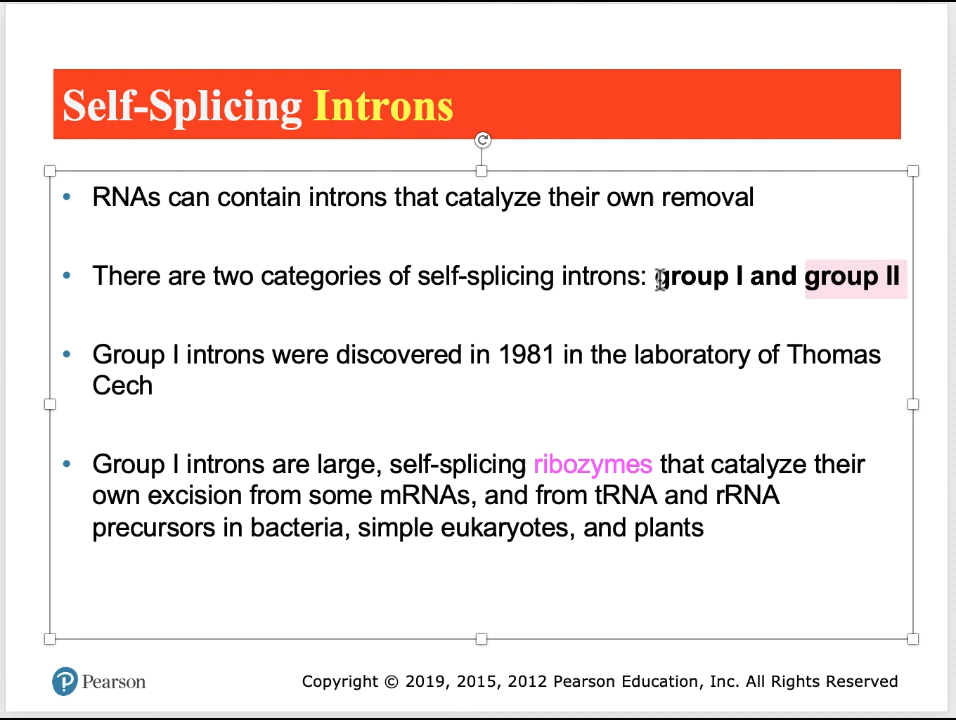 Self-Splicing Introns
• RNAs can contain introns that catalyze their own removal
• There are two categories of self-splicing introns: group I and group II
• Group I introns were discovered in 1981 in the laboratory of Thomas
Cech
• Group I introns are large, self-splicing ribozymes that catalyze their
own excision from some mRNAs, and from tRNA and rRNA
precursors in bacteria, simple eukaryotes, and plants
P Pearson
Copyright © 2019, 2015, 2012 Pearson Education, Inc. All Rights Reserved